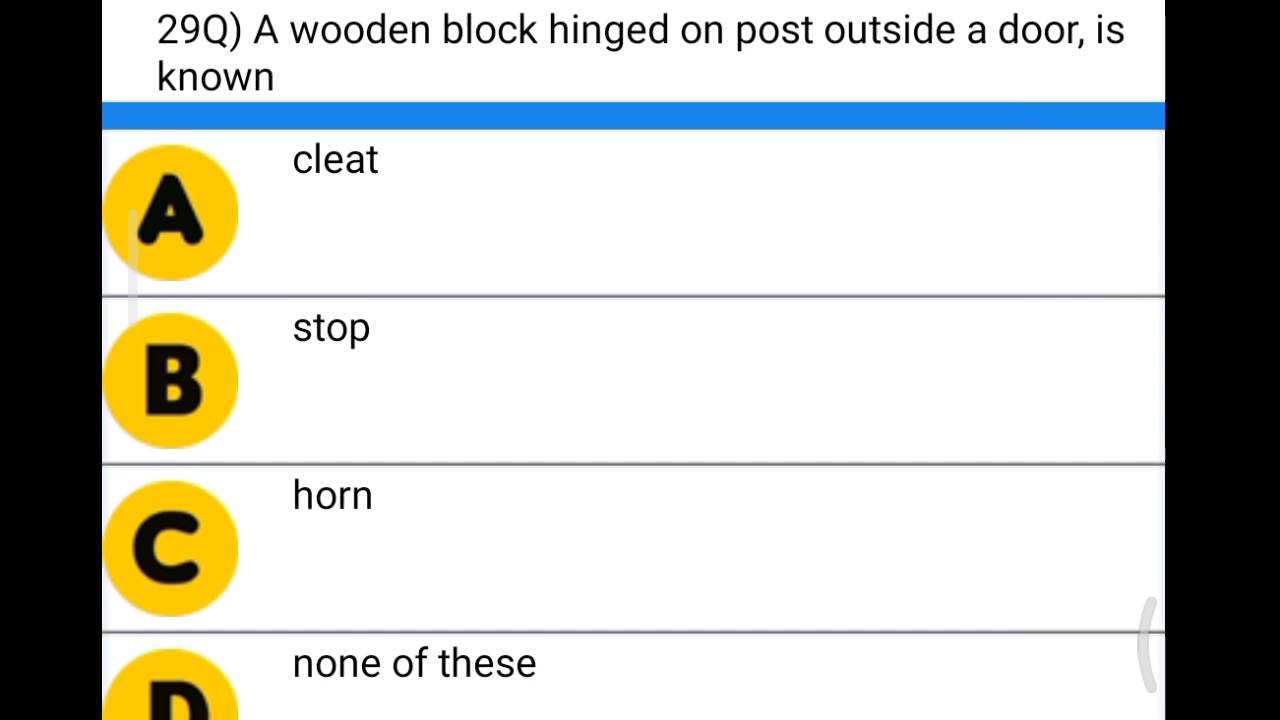 29Q) A wooden block hinged on post outside a door, is
known
A
cleat
B
stop
C
horn
D
none of these